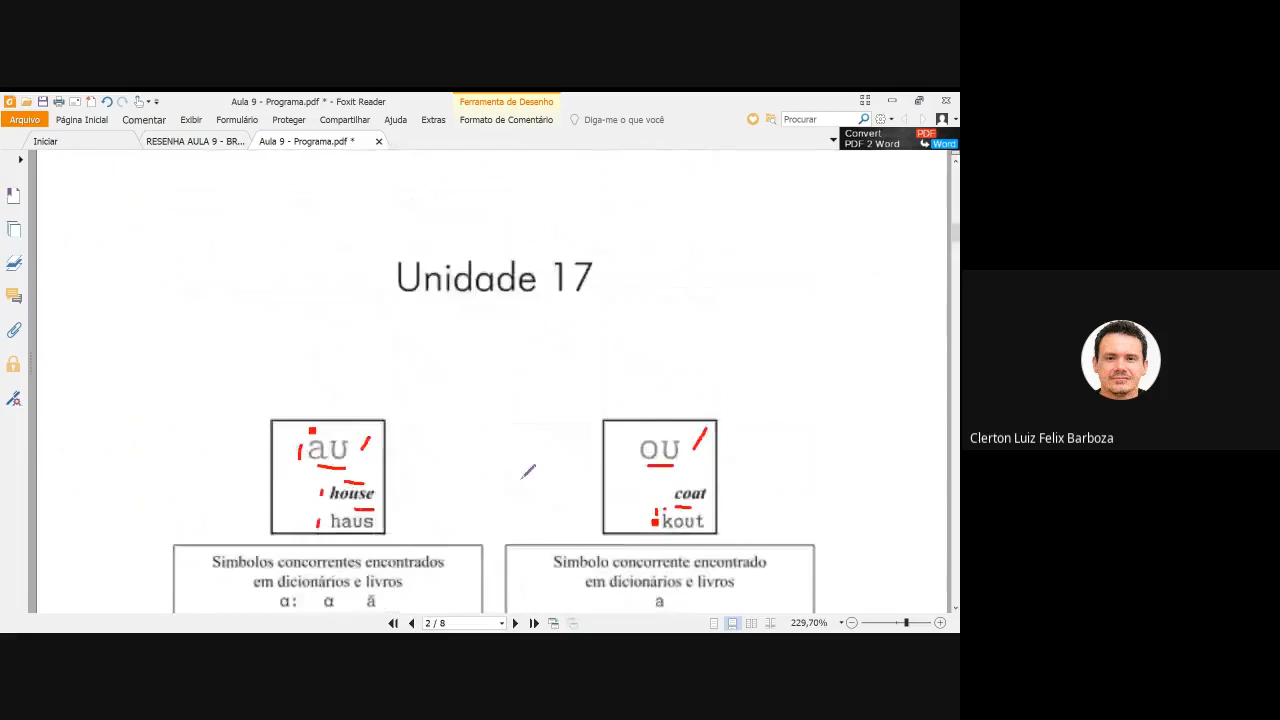 Aula 9 - Programa.pdf * - Foxit Reader
Ferramenta de Desenho
Arquivo Página Inicial Comentar Exibir Formulário Proteger Compartilhar Ajuda Extras Formato de Comentário Diga-me o que você Procurar
Iniciar RESENHA AULA 9 - BR... Aula 9 - Programa.pdf *
Convert PDF
PDF 2 Word Word
Unidade 17
aʊ oʊ
house coat
haʊs koʊt
Símbolos concorrentes encontrados
em dicionários e livros
ɑ: ɑ ā
Símbolo concorrente encontrado
em dicionários e livros
a
2 / 8
229,70%
Clerton Luiz Felix Barboza